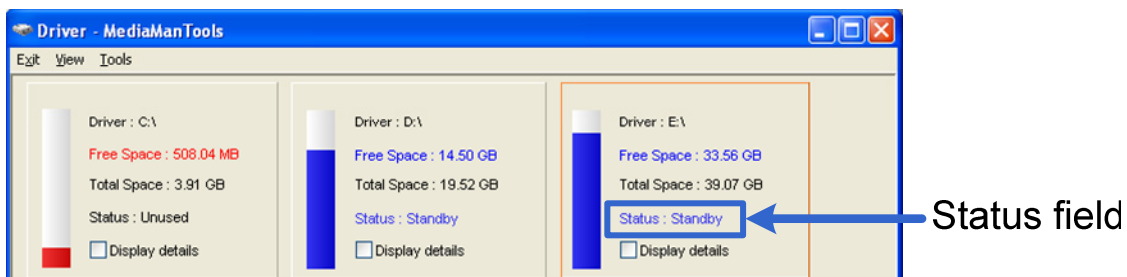 Driver - MediaManTools
Exit View Tools
Driver : C:\
Free Space : 508.04 MB
Total Space : 3.91 GB
Status : Unused
Display details
Driver : D:\
Free Space : 14.50 GB
Total Space : 19.52 GB
Status : Standby
Display details
Driver : E:\
Free Space : 33.56 GB
Total Space : 39.07 GB
Status : Standby
Display details
Status field